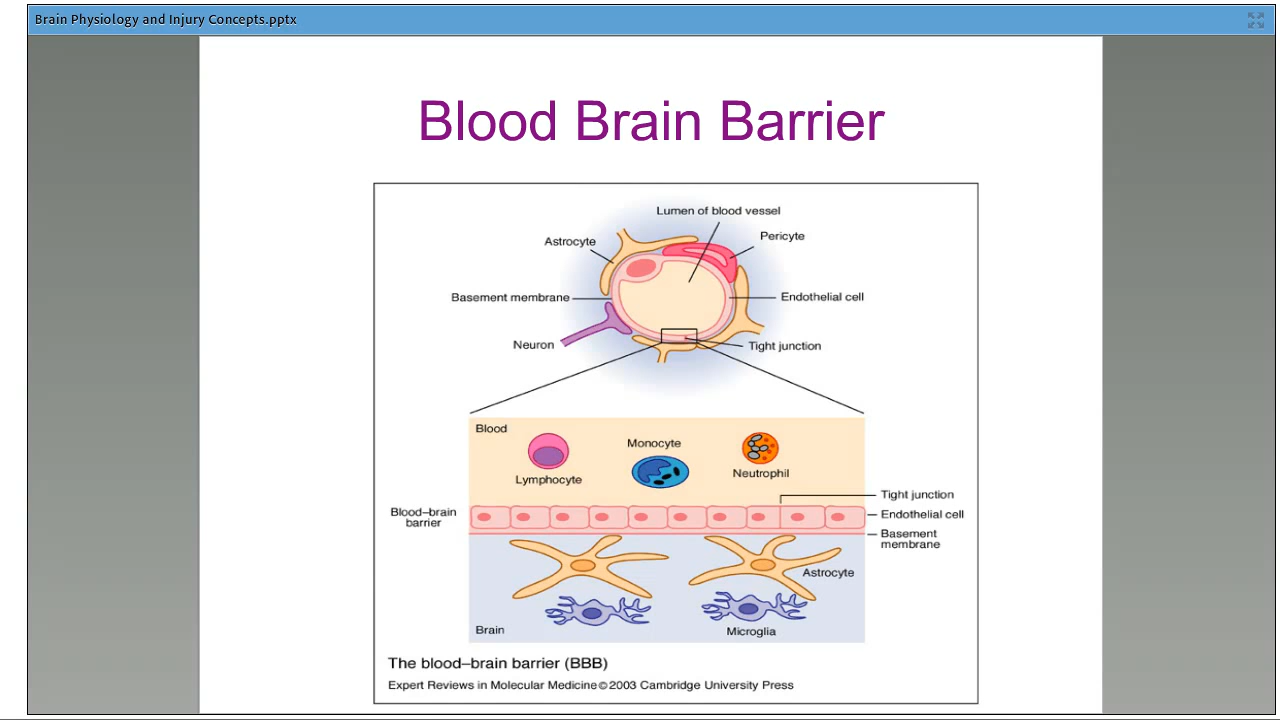 Brain Physiology and Injury Concepts.pptx
Blood Brain Barrier
Lumen of blood vessel
Astrocyte
Pericyte
Basement membrane
Endothelial cell
Neuron
Tight junction
Blood
Monocyte
Lymphocyte
Neutrophil
Tight junction
Blood–brain
barrier
Endothelial cell
Basement
membrane
Astrocyte
Brain
Microglia
The blood–brain barrier (BBB)
Expert Reviews in Molecular Medicine©2003 Cambridge University Press